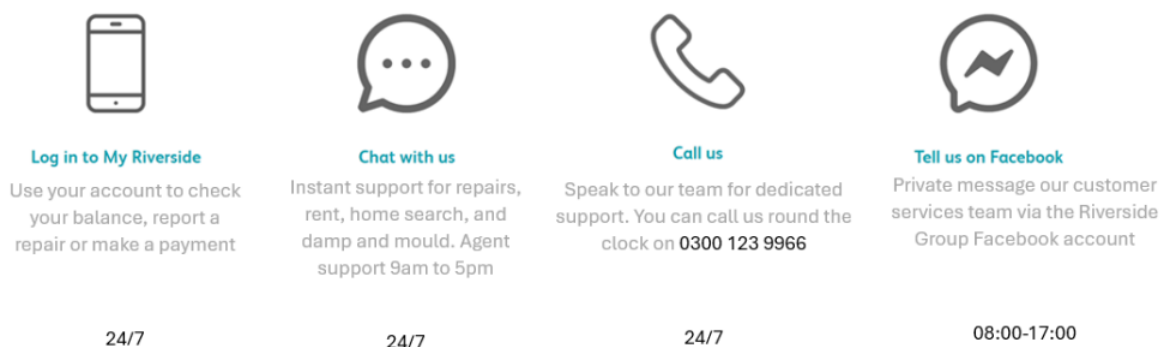 Log in to My Riverside
Use your account to check
your balance, report a
repair or make a payment
24/7
Chat with us
Instant support for repairs,
rent, home search, and
damp and mould. Agent
support 9am to 5pm
24/7
Call us
Speak to our team for dedicated
support. You can call us round the
clock on 0300 123 9966
24/7
Tell us on Facebook
Private message our customer
services team via the Riverside
Group Facebook account
08:00-17:00